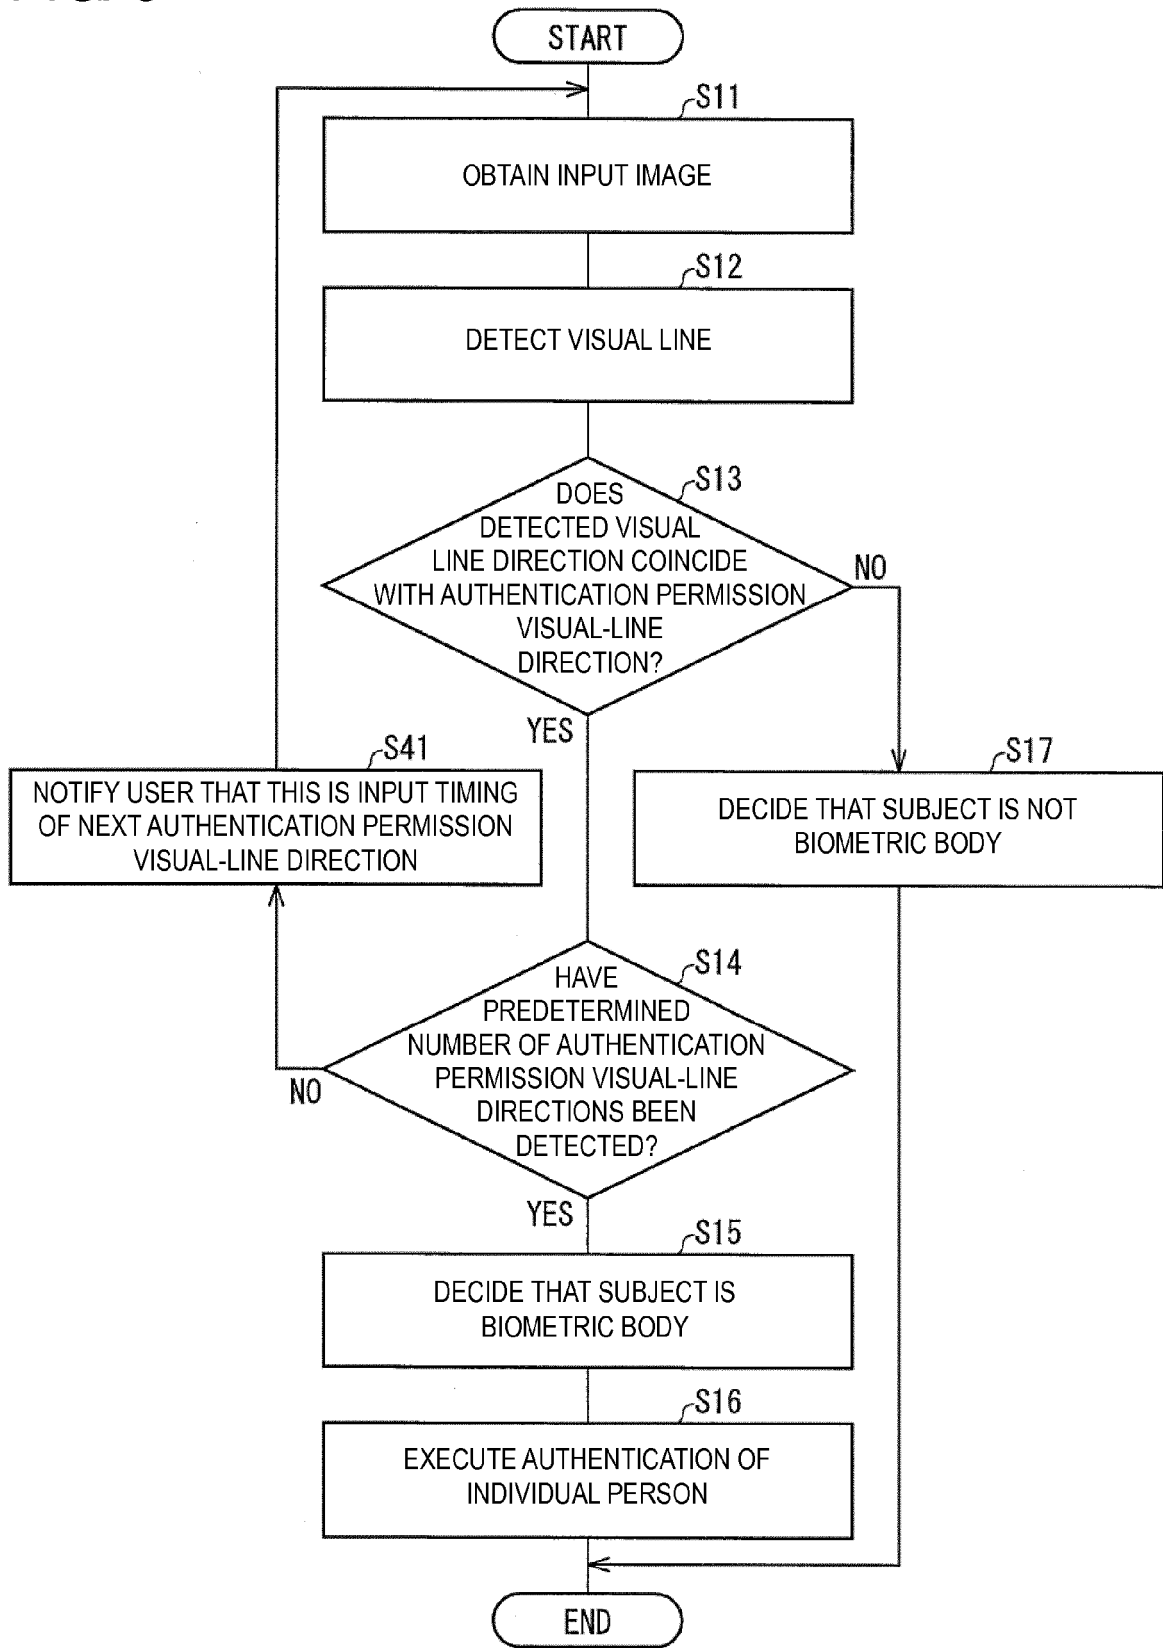 START
S11
OBTAIN INPUT IMAGE
S12
DETECT VISUAL LINE
S13
DOES
DETECTED VISUAL
LINE DIRECTION COINCIDE
WITH AUTHENTICATION PERMISSION
VISUAL-LINE
DIRECTION?
NO
YES
S41
NOTIFY USER THAT THIS IS INPUT TIMING
OF NEXT AUTHENTICATION PERMISSION
VISUAL-LINE DIRECTION
S17
DECIDE THAT SUBJECT IS NOT
BIOMETRIC BODY
S14
HAVE
PREDETERMINED
NUMBER OF AUTHENTICATION
PERMISSION VISUAL-LINE
DIRECTIONS BEEN
DETECTED?
NO
YES
S15
DECIDE THAT SUBJECT IS
BIOMETRIC BODY
S16
EXECUTE AUTHENTICATION OF
INDIVIDUAL PERSON
END